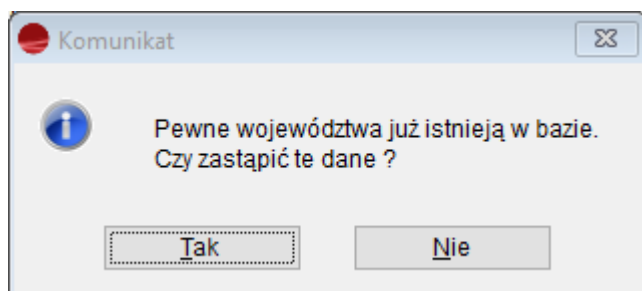 Komunikat
Pewne województwa już istnieją w bazie.
Czy zastąpić te dane ?
Tak
Nie